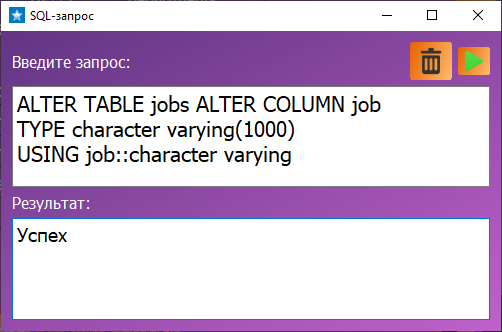 SQL-запрос
Введите запрос:
ALTER TABLE jobs ALTER COLUMN job
TYPE character varying(1000)
USING job::character varying
Результат:
Успех